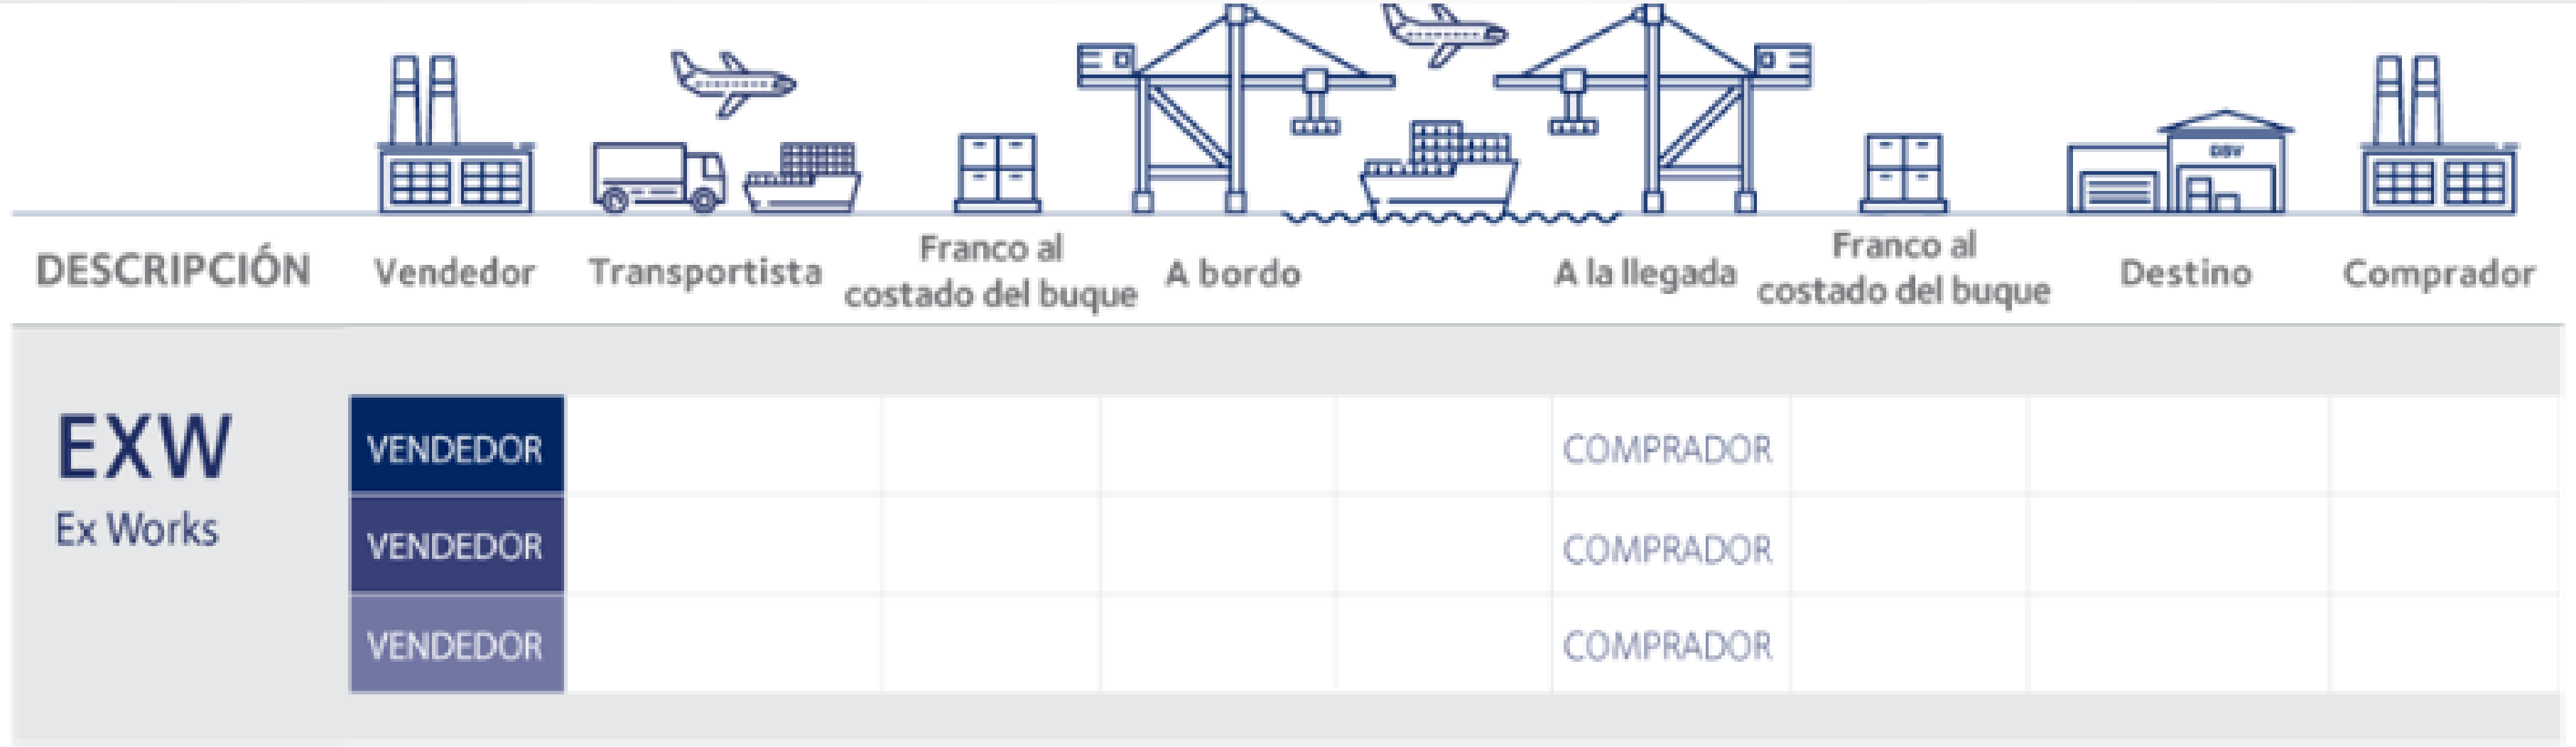 DSV
DESCRIPCIÓN
Vendedor
Transportista
Franco al
costado del buque
A bordo
A la llegada
Franco al
costado del buque
Destino
Comprador
EXW
Ex Works
VENDEDOR
COMPRADOR
VENDEDOR
COMPRADOR
VENDEDOR
COMPRADOR